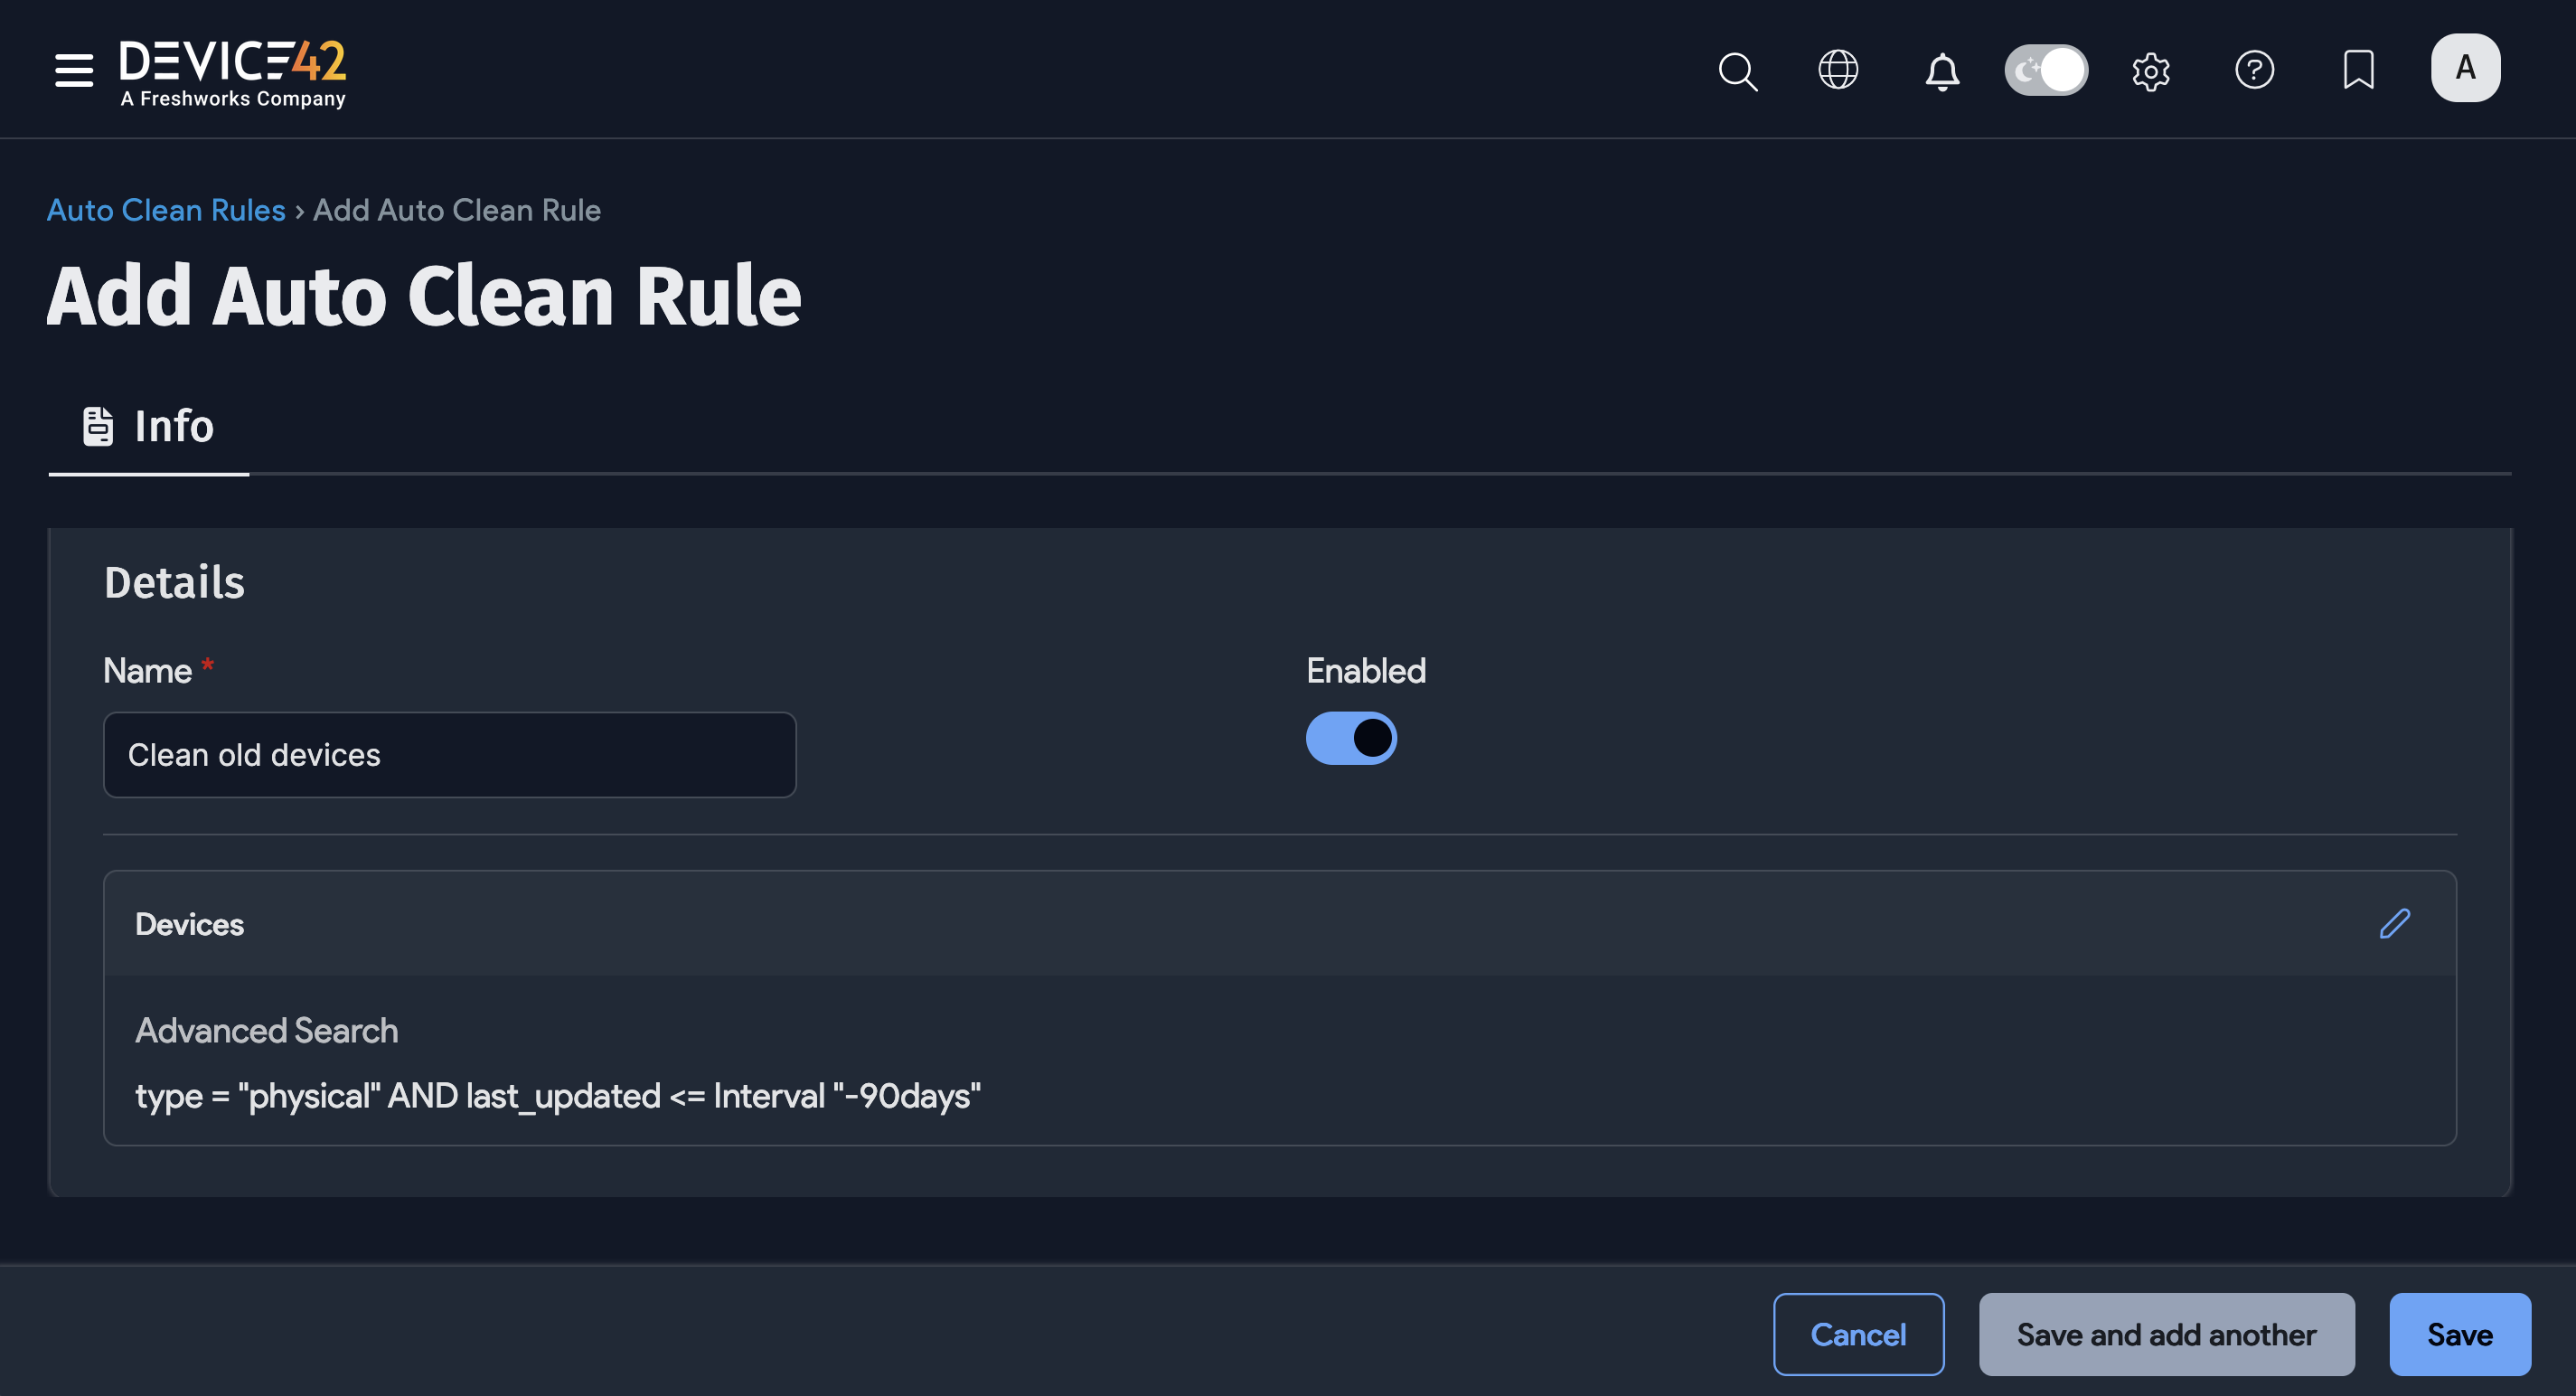 DEVICE42
A Freshworks Company
?
A
Auto Clean Rules › Add Auto Clean Rule
Add Auto Clean Rule
Info
Details
Name *
Enabled
Clean old devices
Devices
Advanced Search
type = "physical" AND last_updated <= Interval "-90days"
Cancel
Save and add another
Save